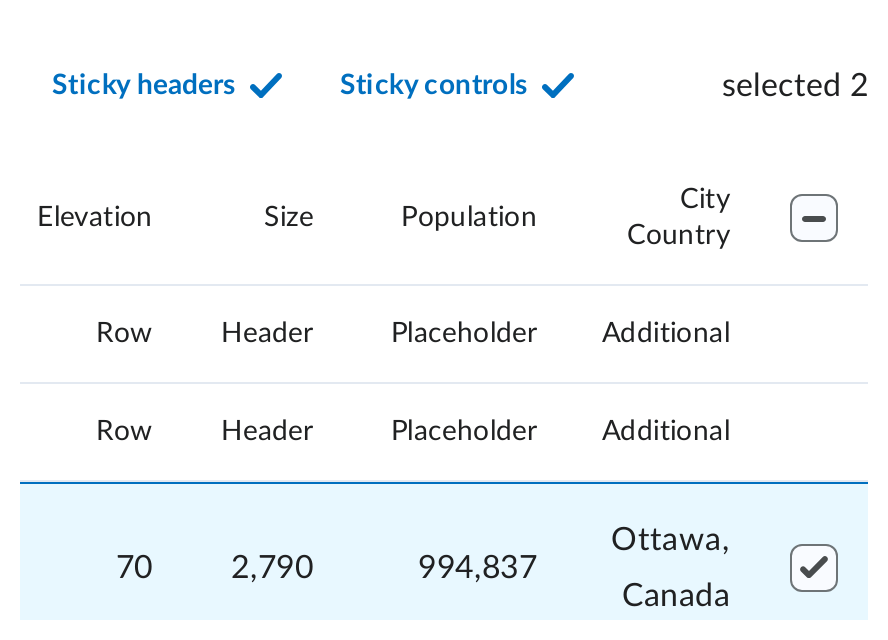 Sticky headers Sticky controls selected 2
Elevation Size Population City Country
Row Header Placeholder Additional
Row Header Placeholder Additional
70 2,790 994,837 Ottawa, Canada